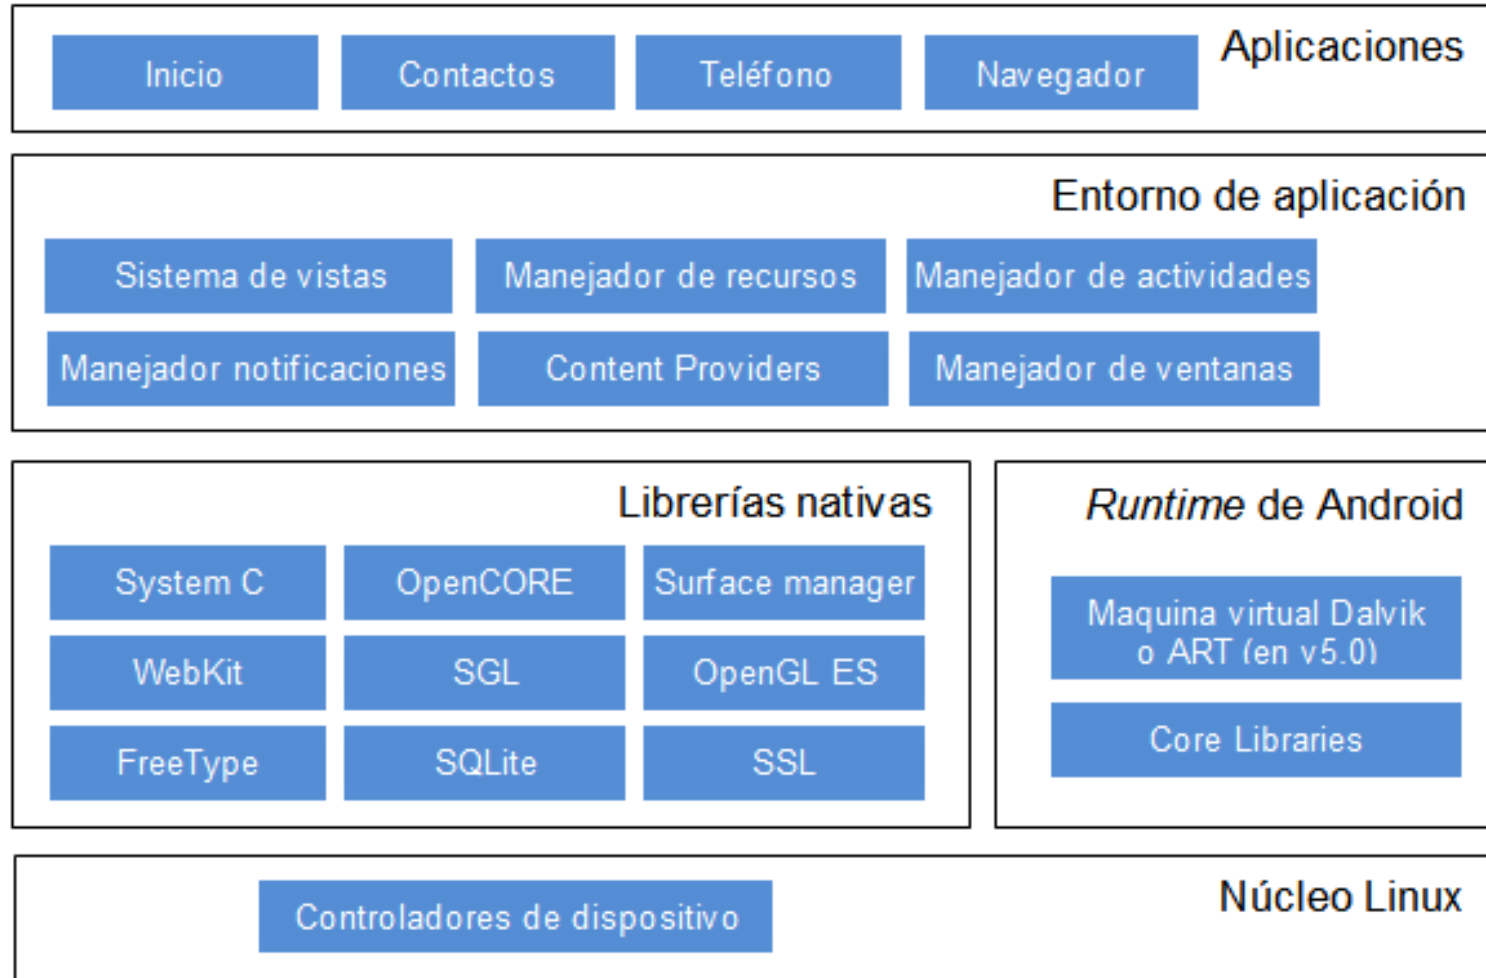 Aplicaciones
Inicio
Contactos
Teléfono
Navegador
Entorno de aplicación
Sistema de vistas
Manejador de recursos
Manejador de actividades
Manejador notificaciones
Content Providers
Manejador de ventanas
Librerías nativas
System C
OpenCORE
Surface manager
WebKit
SGL
OpenGL ES
FreeType
SQLite
SSL
Runtime de Android
Maquina virtual Dalvik
o ART (en v5.0)
Core Libraries
Núcleo Linux
Controladores de dispositivo